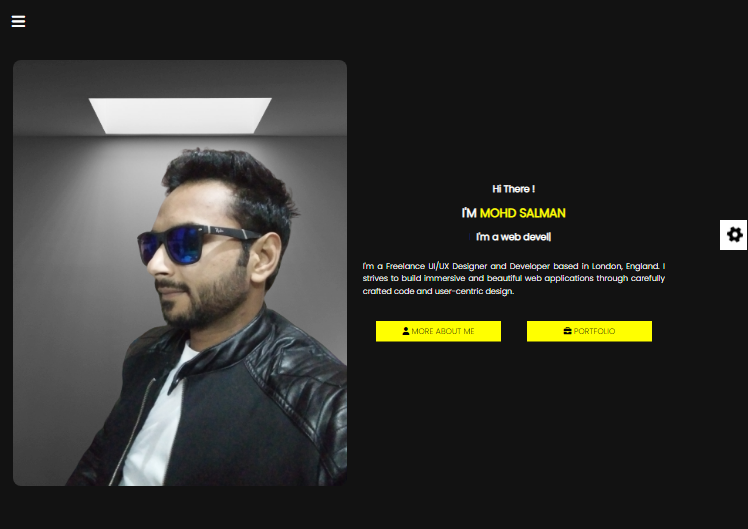 Hi There !
I'M MOHD SALMAN
I'm a web devel|
I'm a Freelance UI/UX Designer and Developer based in London, England. I
strives to build immersive and beautiful web applications through carefully
crafted code and user-centric design.
MORE ABOUT ME
PORTFOLIO